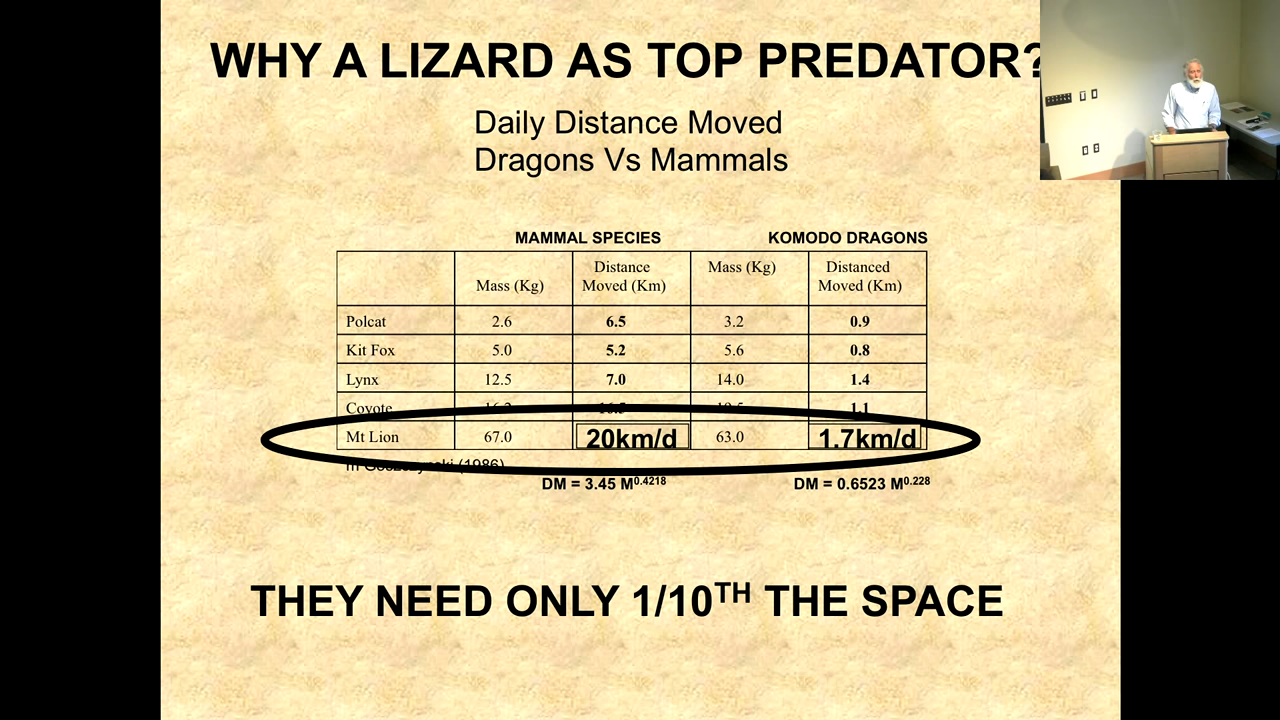 WHY A LIZARD AS TOP PREDATOR?
Daily Distance Moved
Dragons Vs Mammals
MAMMAL SPECIES KOMODO DRAGONS
Mass (Kg) Distance Moved (Km) Mass (Kg) Distanced Moved (Km)
Polcat 2.6 6.5 3.2 0.9
Kit Fox 5.0 5.2 5.6 0.8
Lynx 12.5 7.0 14.0 1.4
Coyote 1.1
Mt Lion 67.0 20km/d 63.0 1.7km/d
(1986)
DM = 3.45 M^0.4218 DM = 0.6523 M^0.228
THEY NEED ONLY 1/10TH THE SPACE